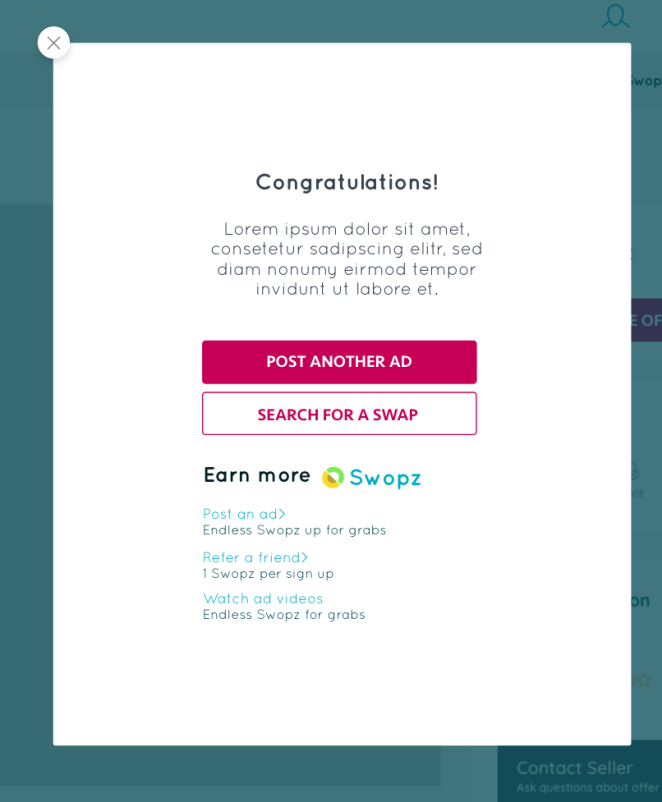 Congratulations!
Lorem ipsum dolor sit amet,
consetetur sadipscing elitr, sed
diam nonumy eirmod tempor
invidunt ut labore et.
POST ANOTHER AD
SEARCH FOR A SWAP
Earn more Swopz
Post an ad>
Endless Swopz up for grabs
Refer a friend>
1 Swopz per sign up
Watch ad videos
Endless Swopz for grabs
Contact Seller
Ask questions about offer